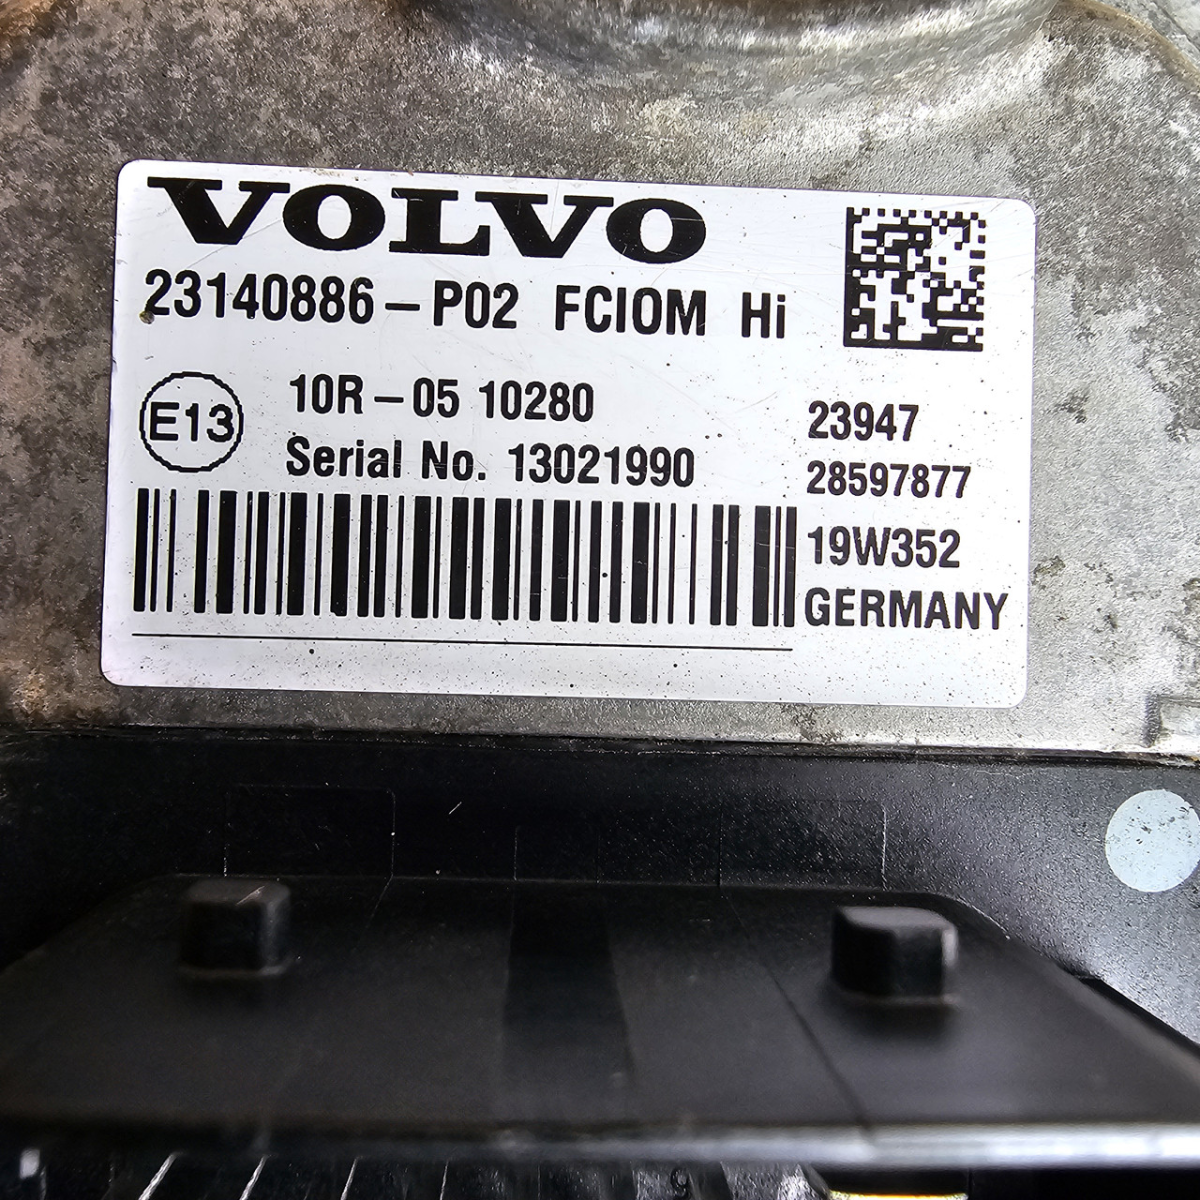 VOLVO
23140886-P02 FCIOM Hi
E13
10R-05 10280
Serial No. 13021990
23947
28597877
19W352
GERMANY